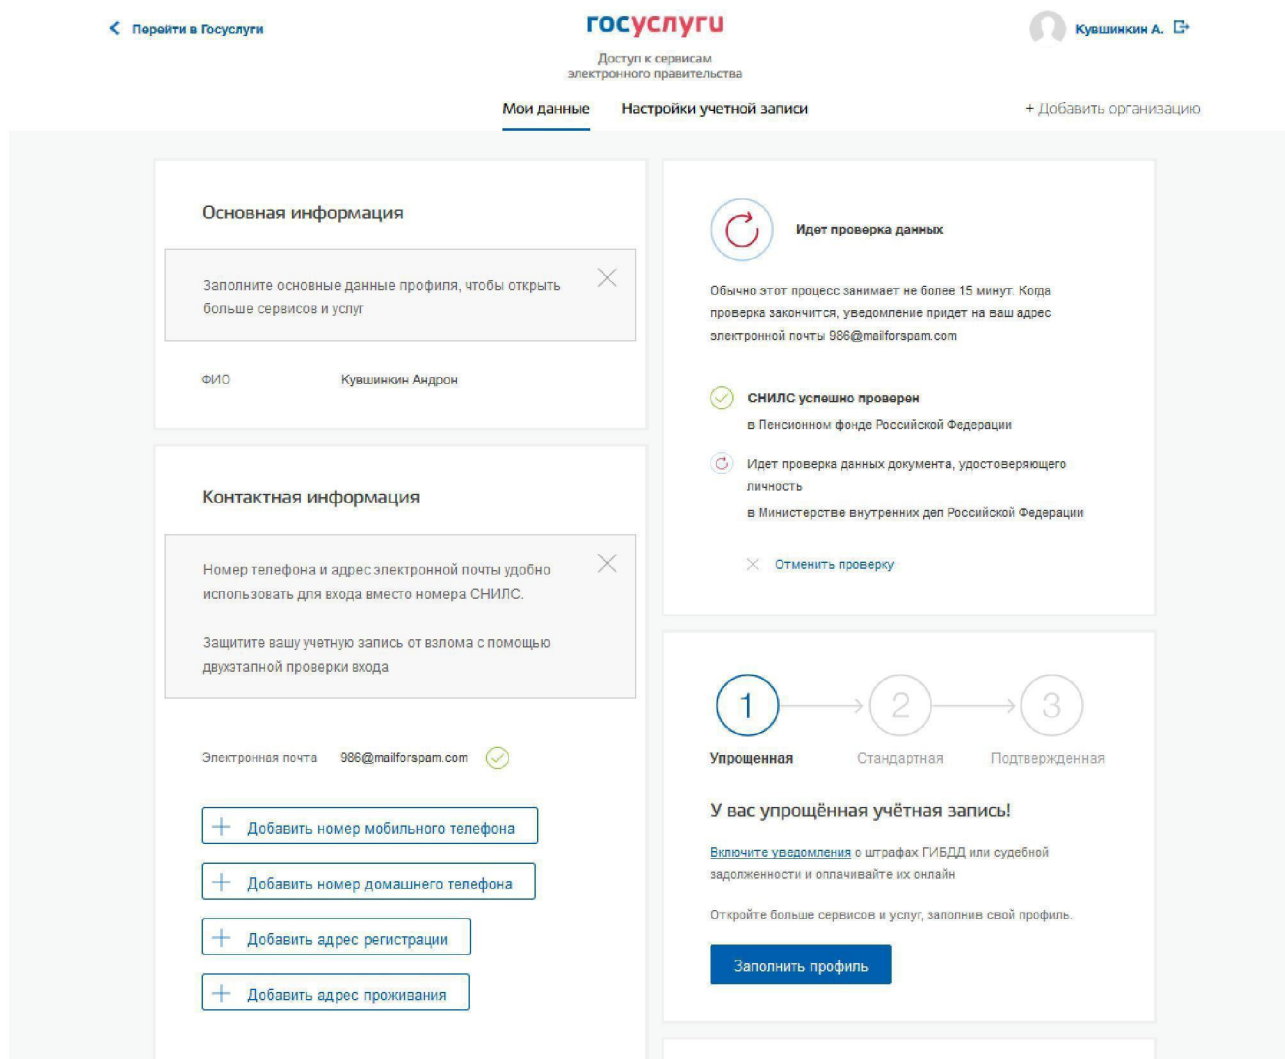 Перейти в Госуслуги
госуслуги
Кувшинкин А.
Доступ к сервисам
электронного правительства
Мои данные
Настройки учетной записи
+ Добавить организацию
Основная информация
Заполните основные данные профиля, чтобы открыть
больше сервисов и услуг
ФИО
Кувшинкин Андрон
Контактная информация
Номер телефона и адрес электронной почты удобно
использовать для входа вместо номера СНИЛС.
Защитите вашу учетную запись от взлома с помощью
двухэтапной проверки входа
Электронная почта
986@mailforspam.com
Добавить номер мобильного телефона
Добавить номер домашнего телефона
Добавить адрес регистрации
Добавить адрес проживания
Идет проверка данных
Обычно этот процесс занимает не более 15 минут. Когда
проверка закончится, уведомление придет на ваш адрес
электронной почты 986@mailforspam.com
СНИЛС успешно проверен
в Пенсионном фонде Российской Федерации
Идет проверка данных документа, удостоверяющего
личность
в Министерстве внутренних дел Российской Федерации
Отменить проверку
1
2
3
Упрощенная
Стандартная
Подтвержденная
У вас упрощённая учётная запись!
Включите уведомления о штрафах ГИБДД или судебной
задолженности и оплачивайте их онлайн
Откройте больше сервисов и услуг, заполнив свой профиль.
Заполнить профиль